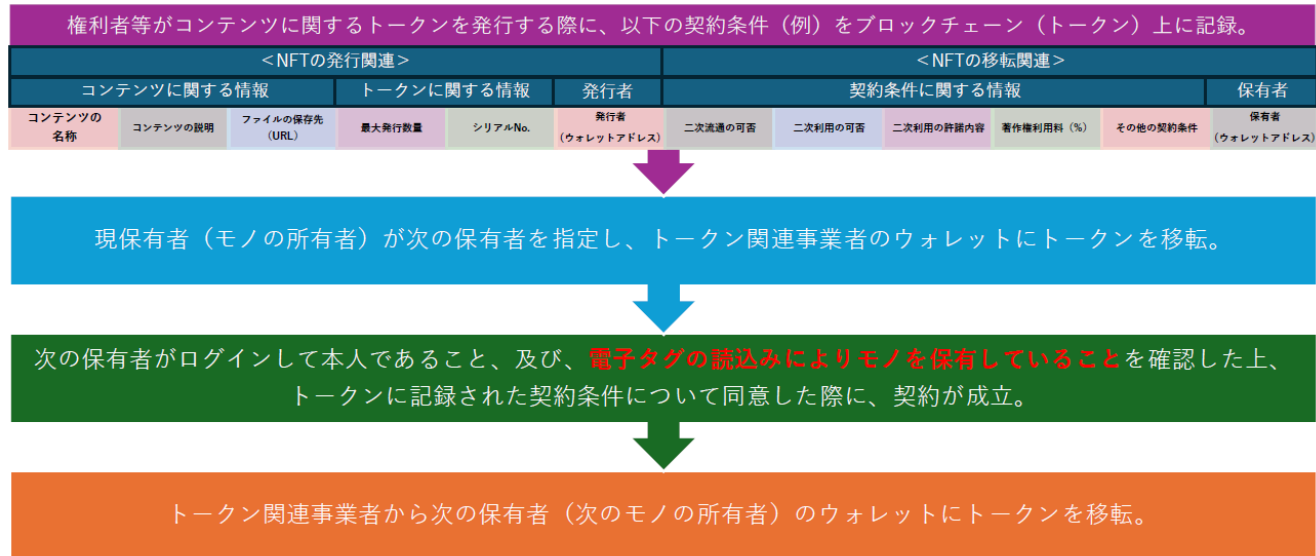 権利者等がコンテンツに関するトークンを発行する際に、以下の契約条件（例）をブロックチェーン（トークン）上に記録。
＜NFTの発行関連＞ ＜NFTの移転関連＞
コンテンツに関する情報 トークンに関する情報 発行者 契約条件に関する情報 保有者
コンテンツの名称 コンテンツの説明 ファイルの保存先（URL） 最大発行数量 シリアルNo. 発行者（ウォレットアドレス） 二次流通の可否 二次利用の可否 二次利用の許諾内容 著作権利用料（%） その他の契約条件 保有者（ウォレットアドレス）
現保有者（モノの所有者）が次の保有者を指定し、トークン関連事業者のウォレットにトークンを移転。
次の保有者がログインして本人であること、及び、電子タグの読込みによりモノを保有していることを確認した上、
トークンに記録された契約条件について同意した際に、契約が成立。
トークン関連事業者から次の保有者（次のモノの所有者）のウォレットにトークンを移転。